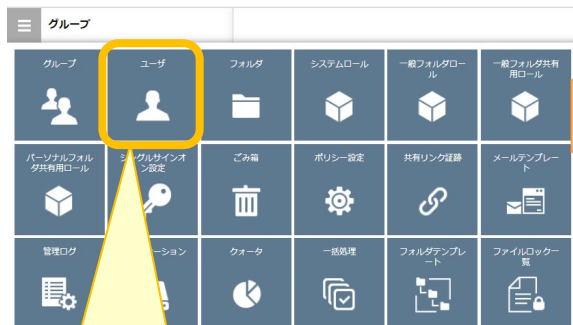 グループ
グループ
ユーザ
フォルダ
システムロール
一般フォルダロー
ル
一般フォルダ共有
用ロール
パーソナルフォル
ダ共有用ロール
シングルサインオ
ン設定
ごみ箱
ポリシー設定
共有リンク証跡
メールテンプレー
ト
管理ログ
ーション
クォータ
一括処理
フォルダテンプレ
ート
ファイルロック一
覧